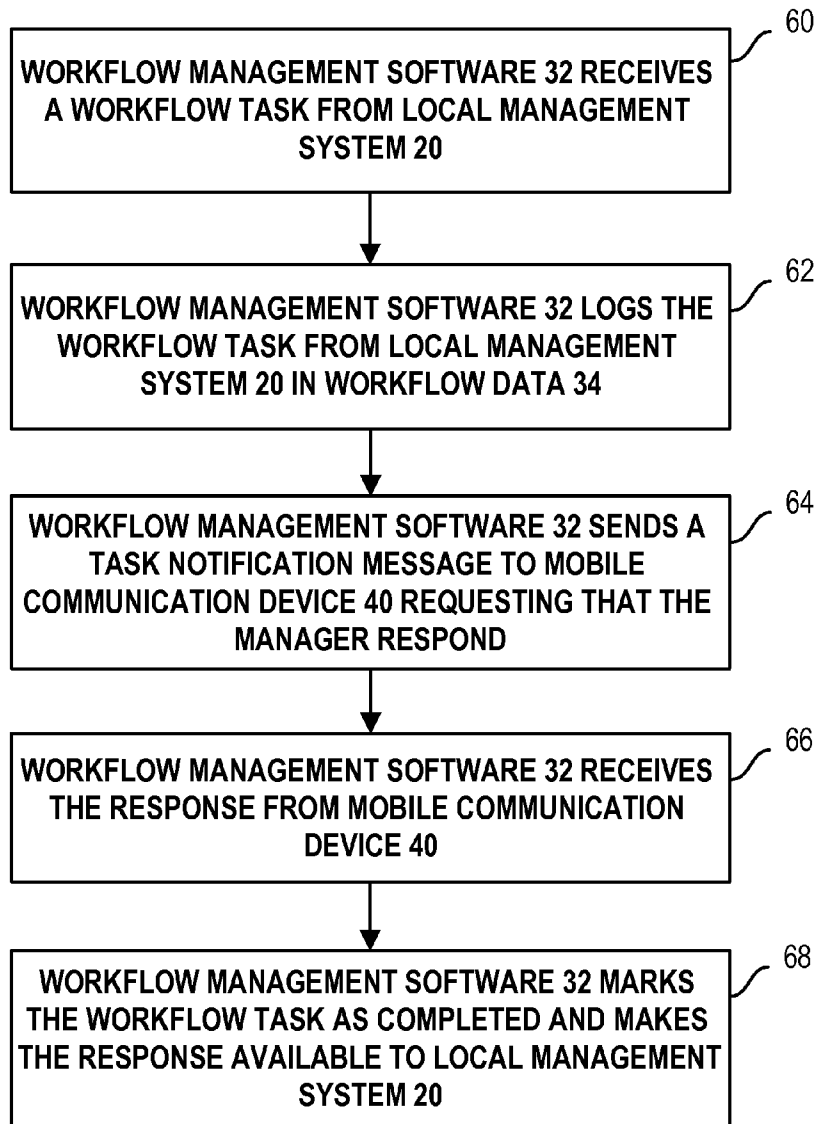 60
WORKFLOW MANAGEMENT SOFTWARE 32 RECEIVES
A WORKFLOW TASK FROM LOCAL MANAGEMENT
SYSTEM 20
62
WORKFLOW MANAGEMENT SOFTWARE 32 LOGS THE
WORKFLOW TASK FROM LOCAL MANAGEMENT
SYSTEM 20 IN WORKFLOW DATA 34
64
WORKFLOW MANAGEMENT SOFTWARE 32 SENDS A
TASK NOTIFICATION MESSAGE TO MOBILE
COMMUNICATION DEVICE 40 REQUESTING THAT THE
MANAGER RESPOND
66
WORKFLOW MANAGEMENT SOFTWARE 32 RECEIVES
THE RESPONSE FROM MOBILE COMMUNICATION
DEVICE 40
68
WORKFLOW MANAGEMENT SOFTWARE 32 MARKS
THE WORKFLOW TASK AS COMPLETED AND MAKES
THE RESPONSE AVAILABLE TO LOCAL MANAGEMENT
SYSTEM 20